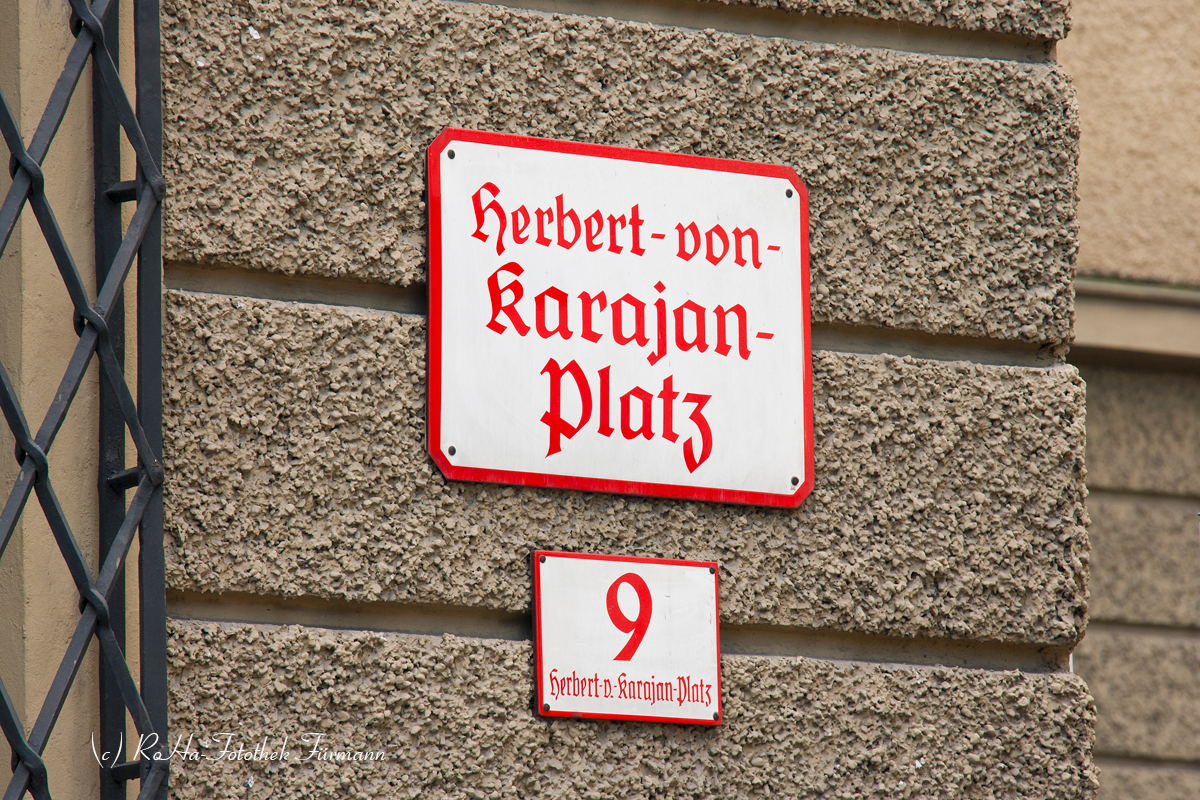 Herbert-von-
Karajan-
Platz
9
Herbert-v.-Karajan-Platz
(c) RoHa-Fotothek Fürmann